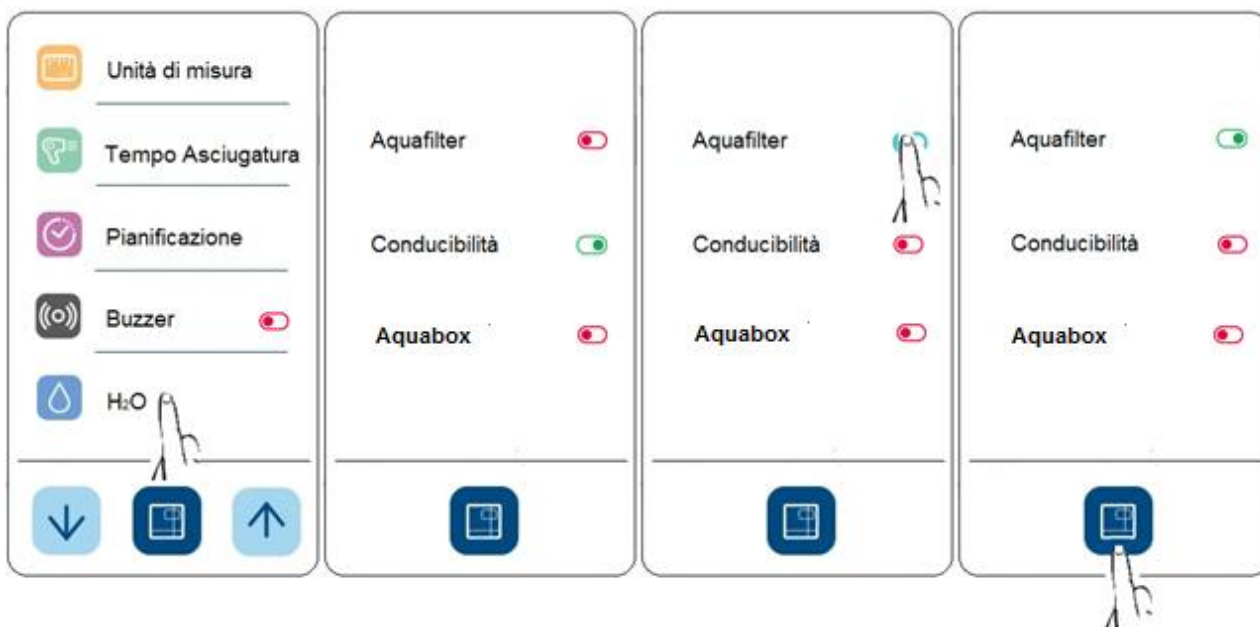 Unità di misura
Tempo Asciugatura
Pianificazione
Buzzer
H₂O
Aquafilter
Conducibilità
Aquabox
Aquafilter
Conducibilità
Aquabox
Aquafilter
Conducibilità
Aquabox